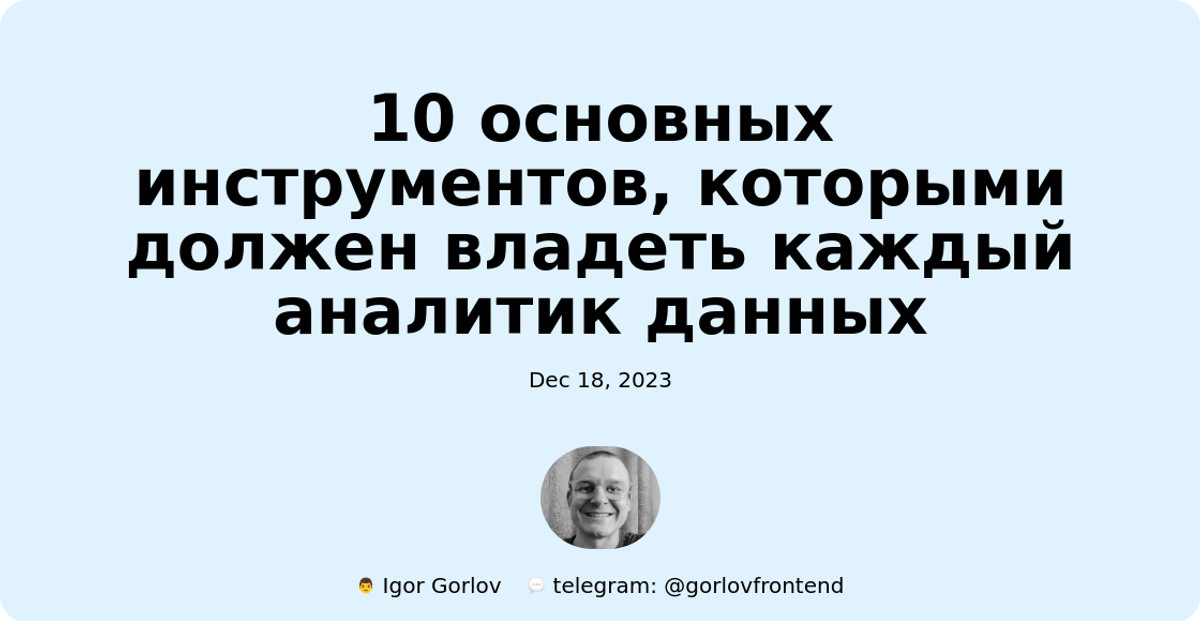 10 основных
инструментов, которыми
должен владеть каждый
аналитик данных
Dec 18, 2023
👨 Igor Gorlov 💬 telegram: @gorlovfrontend